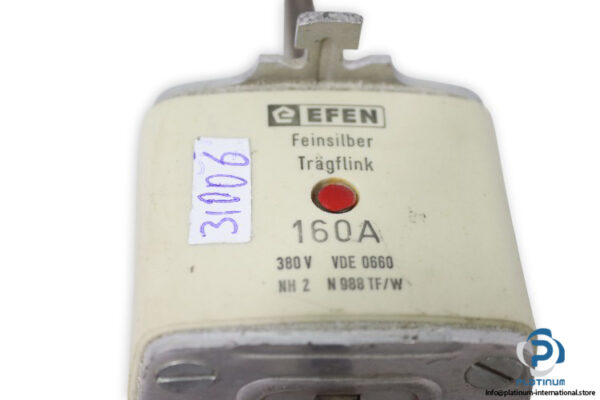 EFEN
Feinsilber
Trägflink
31006
160A
380 V VDE 0660
NH 2 N 988 TF/W
PLATINUM
info@platinum-international.store